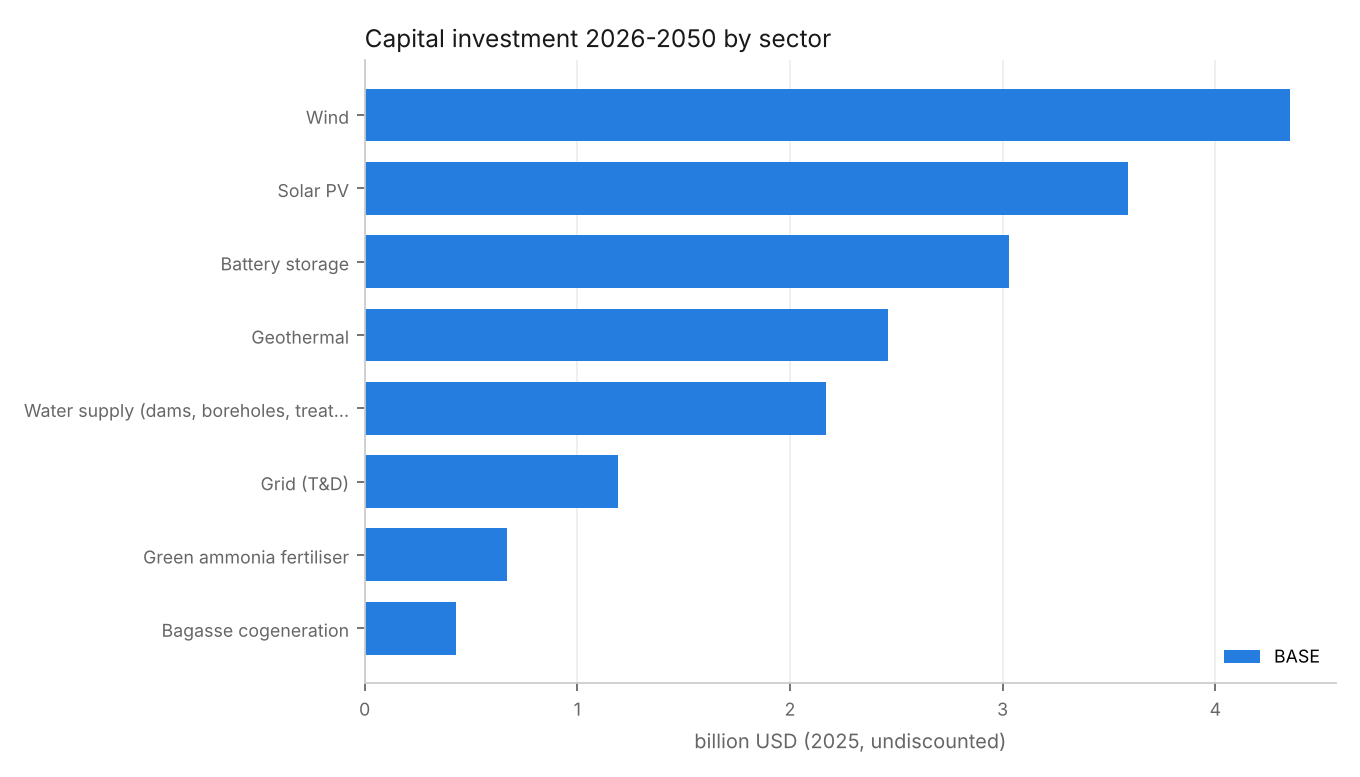 Capital investment 2026-2050 by sector
Wind
Solar PV
Battery storage
Geothermal
Water supply (dams, boreholes, treat...
Grid (T&D)
Green ammonia fertiliser
Bagasse cogeneration
BASE
0 1 2 3 4
billion USD (2025, undiscounted)